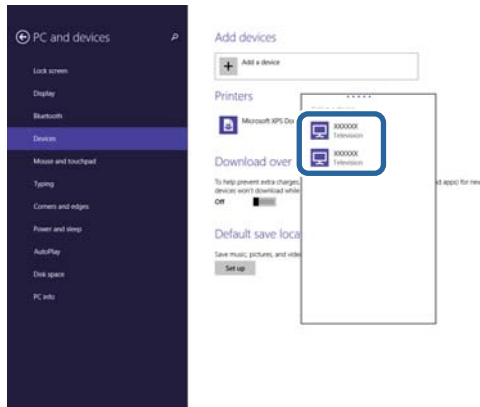 PC and devices
Lock screen
Display
Bluetooth
Devices
Mouse and touchpad
Typing
Corners and edges
Power and sleep
AutoPlay
Disk space
PC info
Add devices
Add a device
Printers
Microsoft XPS Do
Download over
To help prevent extra charges,
d apps) for new
devices won't download while
Off
Default save loca
Save music, pictures, and vide
Set up
XXXXXX
Television
XXXXXX
Television